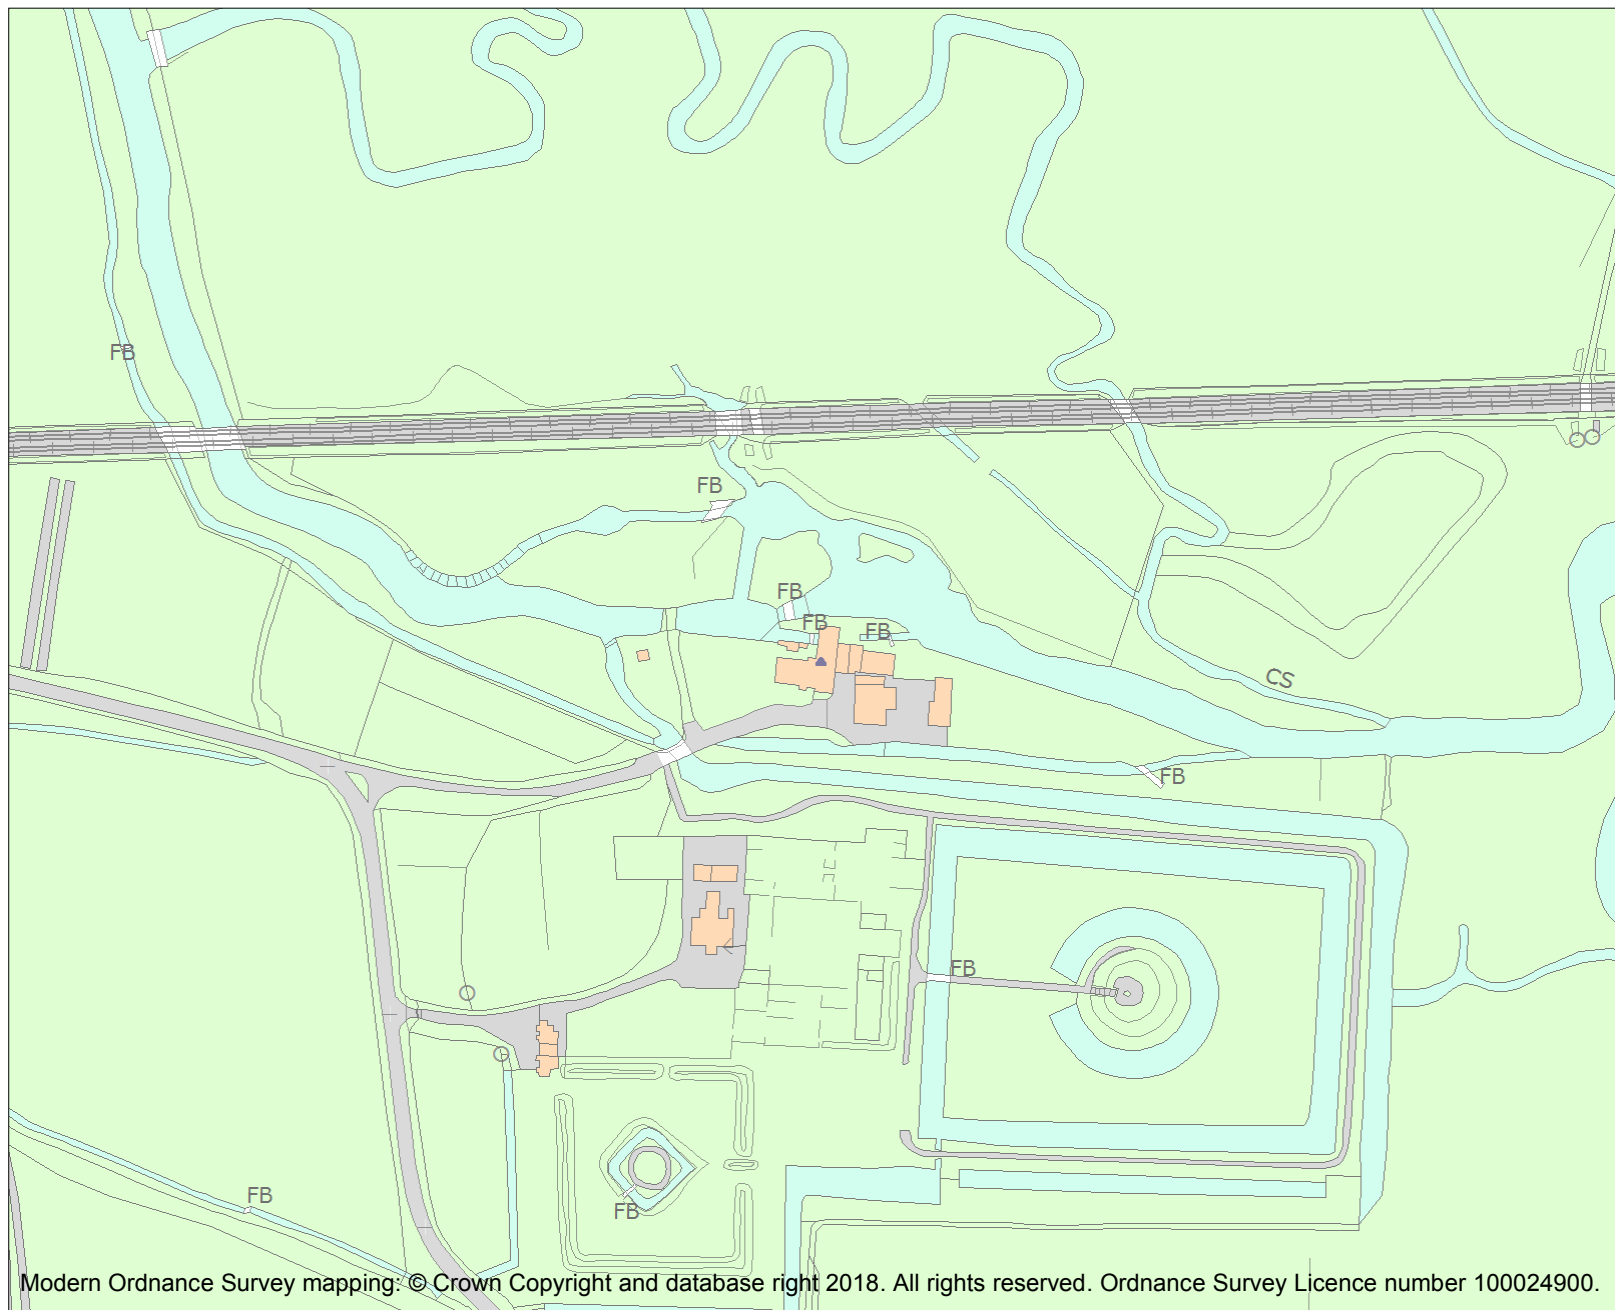 FB
FB
FB
FB
FB
CS
FB
FB
FB
FB
Modern Ordnance Survey mapping: © Crown Copyright and database right 2018. All rights reserved. Ordnance Survey Licence number 100024900.